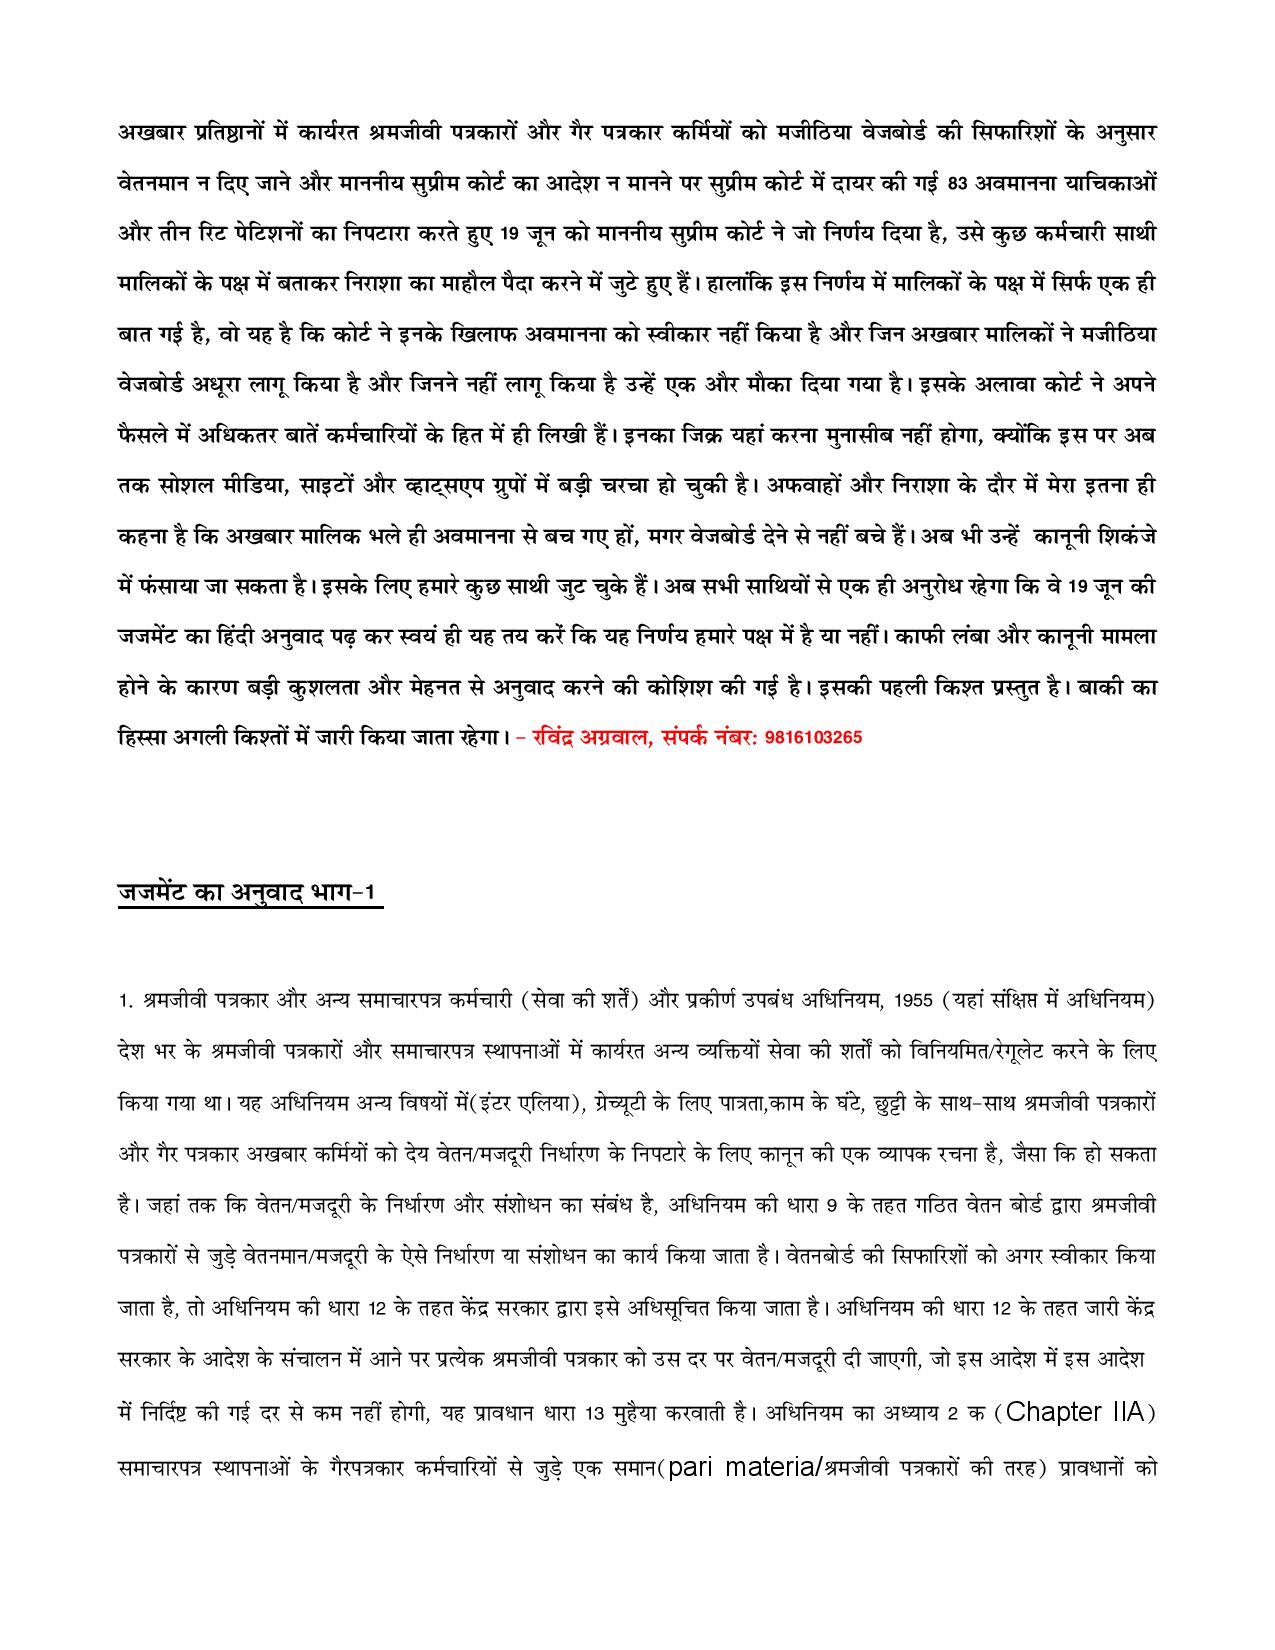 अखबार प्रतिष्ठानों में कार्यरत श्रमजीवी पत्रकारों और गैर पत्रकार कर्मियों को मजीठिया वेजबोर्ड की सिफारिशों के अनुसार
वेतनमान न दिए जाने और माननीय सुप्रीम कोर्ट का आदेश न मानने पर सुप्रीम कोर्ट में दायर की गई 83 अवमानना याचिकाओं
और तीन रिट पेटिशनों का निपटारा करते हुए 19 जून को माननीय सुप्रीम कोर्ट ने जो निर्णय दिया है, उसे कुछ कर्मचारी साथी
मालिकों के पक्ष में बताकर निराशा का माहौल पैदा करने में जुटे हुए हैं। हालांकि इस निर्णय में मालिकों के पक्ष में सिर्फ एक ही
बात गई है, वो यह है कि कोर्ट ने इनके खिलाफ अवमानना को स्वीकार नहीं किया है और जिन अखबार मालिकों ने मजीठिया
वेजबोर्ड अधूरा लागू किया है और जिनने नहीं लागू किया है उन्हें एक और मौका दिया गया है। इसके अलावा कोर्ट ने अपने
फैसले में अधिकतर बातें कर्मचारियों के हित में ही लिखी हैं। इनका जिक्र यहां करना मुनासीब नहीं होगा, क्योंकि इस पर अब
तक सोशल मीडिया, साइटों और व्हाट्सएप ग्रुपों में बड़ी चरचा हो चुकी है। अफवाहों और निराशा के दौर में मेरा इतना ही
कहना है कि अखबार मालिक भले ही अवमानना से बच गए हों, मगर वेजबोर्ड देने से नहीं बचे हैं। अब भी उन्हें कानूनी शिकंजे
में फंसाया जा सकता है। इसके लिए हमारे कुछ साथी जुट चुके हैं। अब सभी साथियों से एक ही अनुरोध रहेगा कि वे 19 जून की
जजमेंट का हिंदी अनुवाद पढ़ कर स्वयं ही यह तय करें कि यह निर्णय हमारे पक्ष में है या नहीं। काफी लंबा और कानूनी मामला
होने के कारण बड़ी कुशलता और मेहनत से अनुवाद करने की कोशिश की गई है। इसकी पहली किश्त प्रस्तुत है। बाकी का
हिस्सा अगली किश्तों में जारी किया जाता रहेगा। – रविंद्र अग्रवाल, संपर्क नंबर: 9816103265
जजमेंट का अनुवाद भाग-1
1. श्रमजीवी पत्रकार और अन्य समाचारपत्र कर्मचारी (सेवा की शर्तें) और प्रकीर्ण उपबंध अधिनियम, 1955 (यहां संक्षिप्त में अधिनियम)
देश भर के श्रमजीवी पत्रकारों और समाचारपत्र स्थापनाओं में कार्यरत अन्य व्यक्तियों सेवा की शर्तों को विनियमित/रेगूलेट करने के लिए
किया गया था। यह अधिनियम अन्य विषयों में(इंटर एलिया), ग्रेच्यूटी के लिए पात्रता,काम के घंटे, छुट्टी के साथ-साथ श्रमजीवी पत्रकारों
और गैर पत्रकार अखबार कर्मियों को देय वेतन/मजदूरी निर्धारण के निपटारे के लिए कानून की एक व्यापक रचना है, जैसा कि हो सकता
है। जहां तक कि वेतन/मजदूरी के निर्धारण और संशोधन का संबंध है, अधिनियम की धारा 9 के तहत गठित वेतन बोर्ड द्वारा श्रमजीवी
पत्रकारों से जुड़े वेतनमान/मजदूरी के ऐसे निर्धारण या संशोधन का कार्य किया जाता है। वेतनबोर्ड की सिफारिशों को अगर स्वीकार किया
जाता है, तो अधिनियम की धारा 12 के तहत केंद्र सरकार द्वारा इसे अधिसूचित किया जाता है। अधिनियम की धारा 12 के तहत जारी केंद्र
सरकार के आदेश के संचालन में आने पर प्रत्येक श्रमजीवी पत्रकार को उस दर पर वेतन/मजदूरी दी जाएगी, जो इस आदेश में इस आदेश
में निर्दिष्ट की गई दर से कम नहीं होगी, यह प्रावधान धारा 13 मुहैया करवाती है। अधिनियम का अध्याय 2 क (Chapter IIA)
समाचारपत्र स्थापनाओं के गैरपत्रकार कर्मचारियों से जुड़े एक समान(pari materia/श्रमजीवी पत्रकारों की तरह) प्रावधानों को